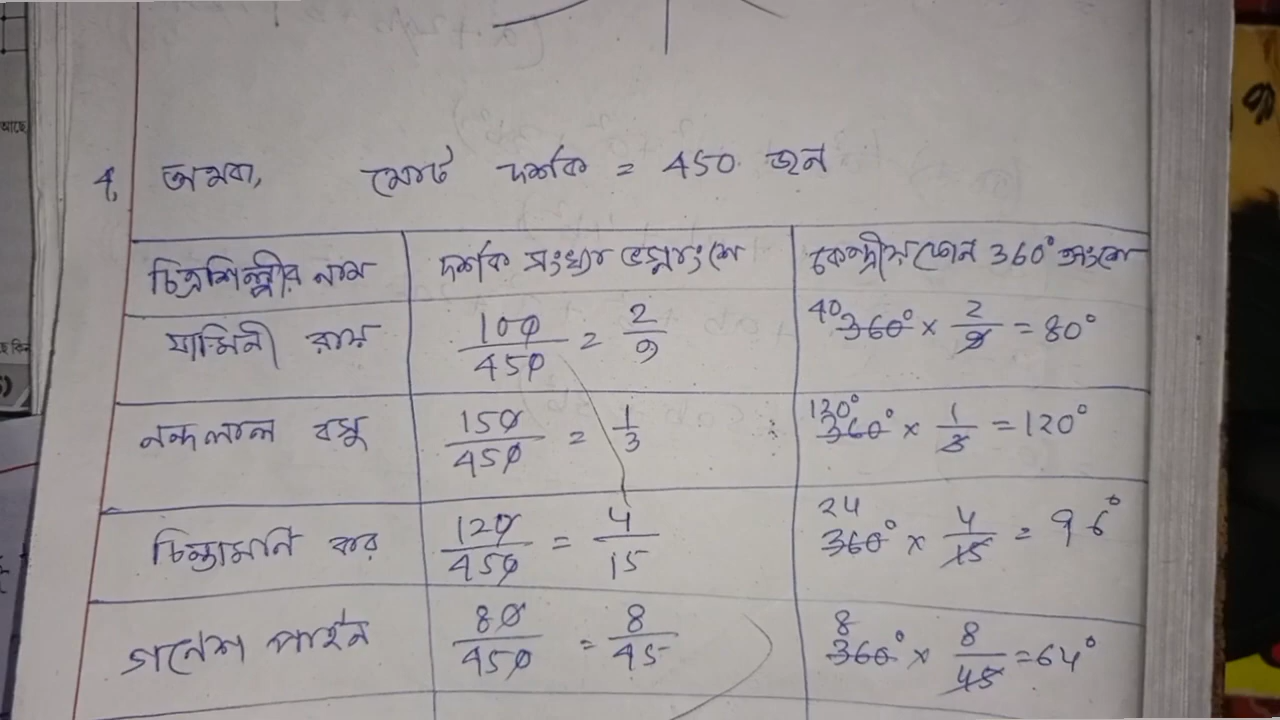 4, অথবা, মোট দর্শক = 450 জন
চিত্রশিল্পীর নাম দর্শক সংখ্যা ভগ্নাংশে কেন্দ্রীয় কোন 360° অংশে
যামিনী রায় 100/450 = 2/9 40 360° × 2/9 = 80°
নন্দলাল বসু 150/450 = 1/3 120° 360° × 1/3 = 120°
চিন্তামনি কর 120/450 = 4/15 24 360° × 4/15 = 96°
গনেশ পাইন 80/450 = 8/45 8 360° × 8/45 = 64°